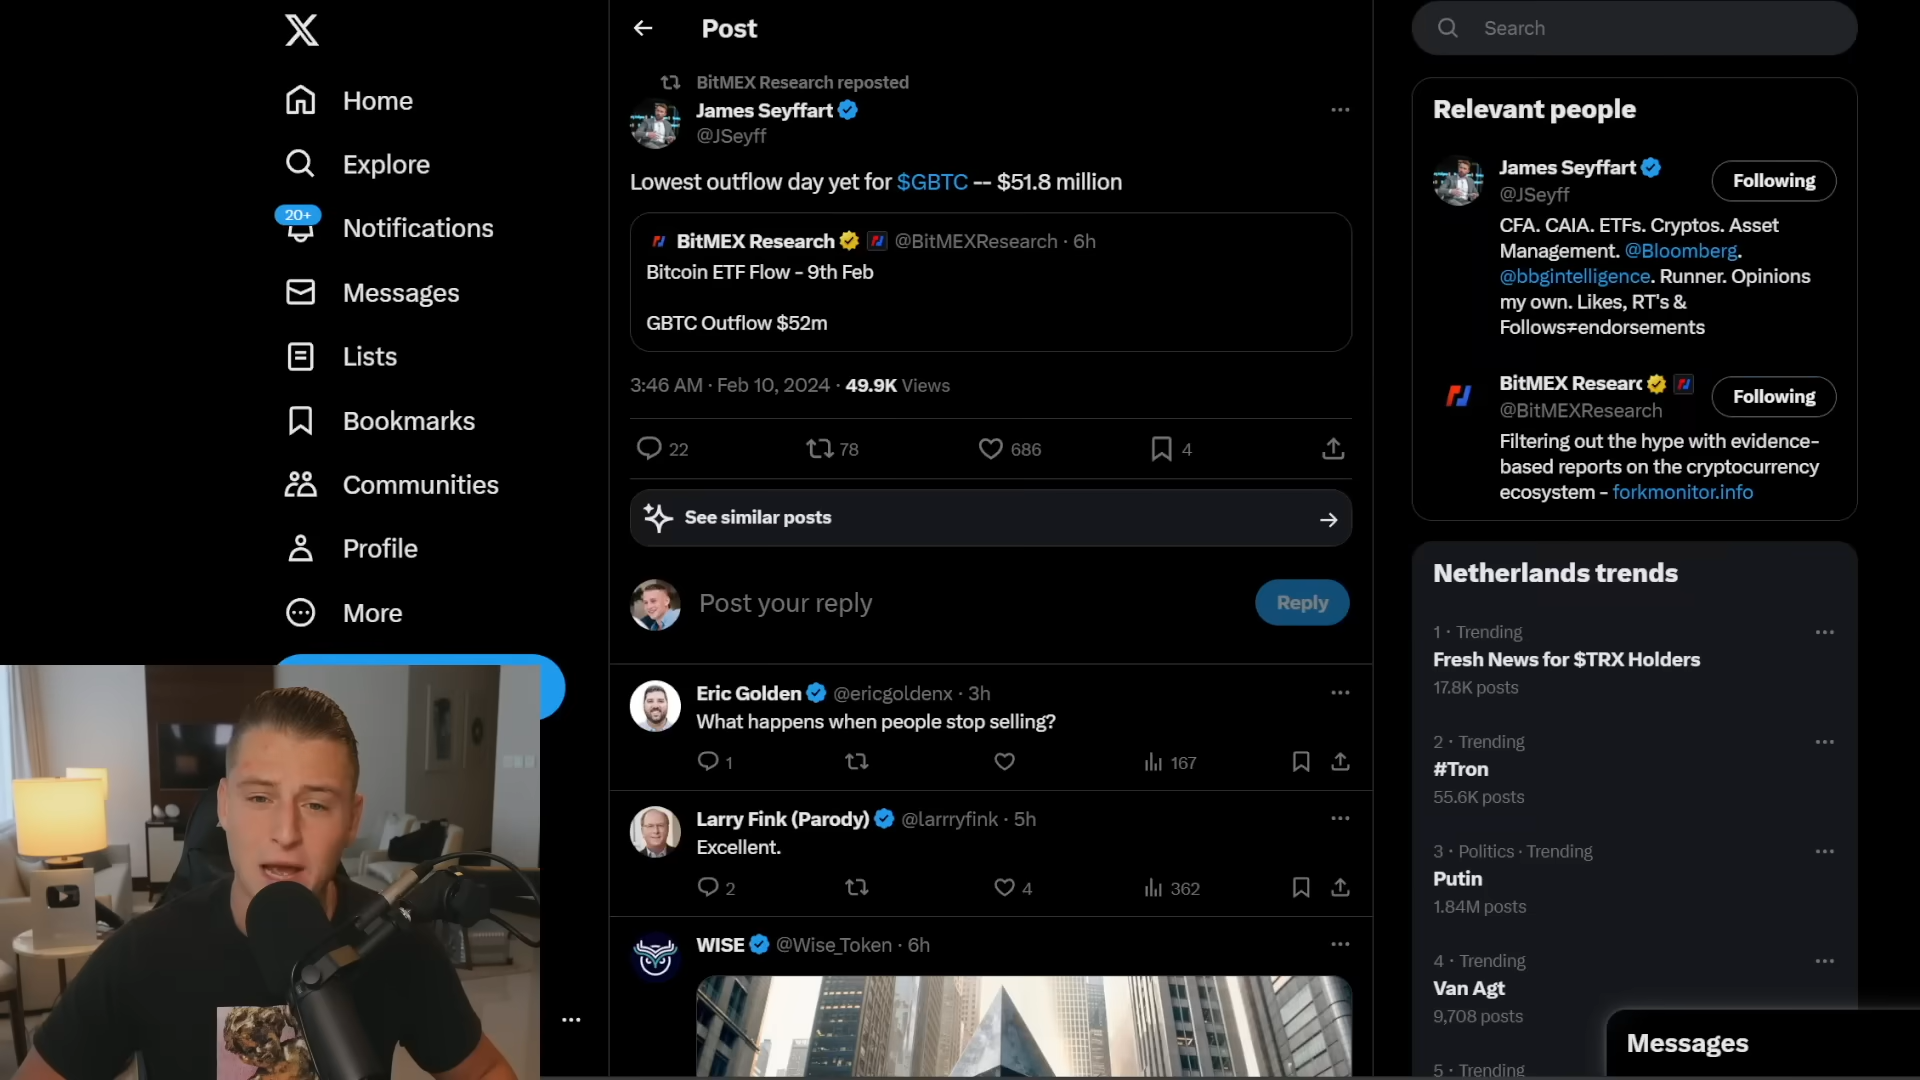 Home
Explore
20+
Notifications
Messages
Lists
Bookmarks
Communities
Profile
More
Post
BitMEX Research reposted
James Seyffart
@JSeyff
Lowest outflow day yet for $GBTC -- $51.8 million
BitMEX Research @BitMEXResearch · 6h
Bitcoin ETF Flow - 9th Feb
GBTC Outflow $52m
3:46 AM · Feb 10, 2024 · 49.9K Views
22 78 686 4
See similar posts
Post your reply
Reply
Eric Golden @ericgoldenx · 3h
What happens when people stop selling?
1 167
Larry Fink (Parody) @larrryfink · 5h
Excellent.
2 4 362
WISE @Wise_Token · 6h
Search
Relevant people
James Seyffart
Following
@JSeyff
CFA. CAIA. ETFs. Cryptos. Asset
Management. @Bloomberg.
@bbgintelligence. Runner. Opinions
my own. Likes, RT's &
Follows≠endorsements
BitMEX Researc
Following
@BitMEXResearch
Filtering out the hype with evidence-
based reports on the cryptocurrency
ecosystem - forkmonitor.info
Netherlands trends
1 · Trending
Fresh News for $TRX Holders
17.8K posts
2 · Trending
#Tron
55.6K posts
3 · Politics · Trending
Putin
1.84M posts
4 · Trending
Van Agt
9,708 posts
5 · Trending
Messages